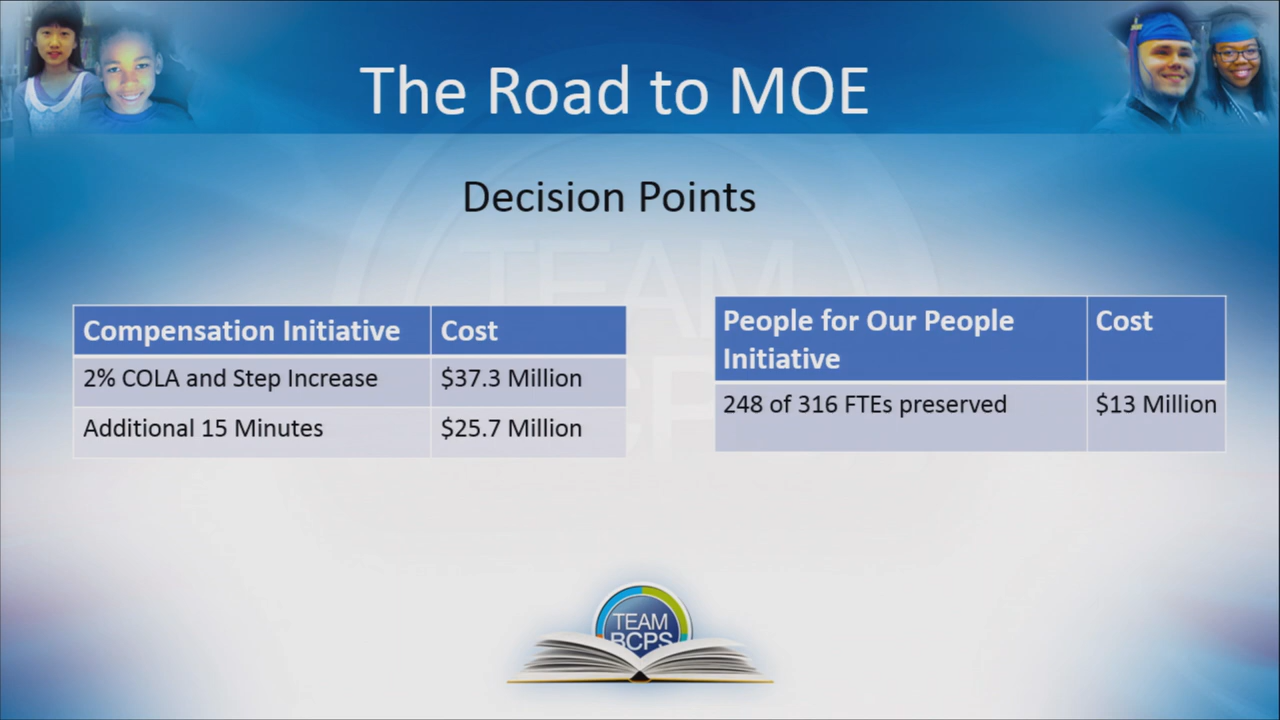 The Road to MOE
Decision Points
Compensation Initiative Cost
2% COLA and Step Increase $37.3 Million
Additional 15 Minutes $25.7 Million
People for Our People Cost
Initiative
248 of 316 FTEs preserved $13 Million
TEAM
BCPS